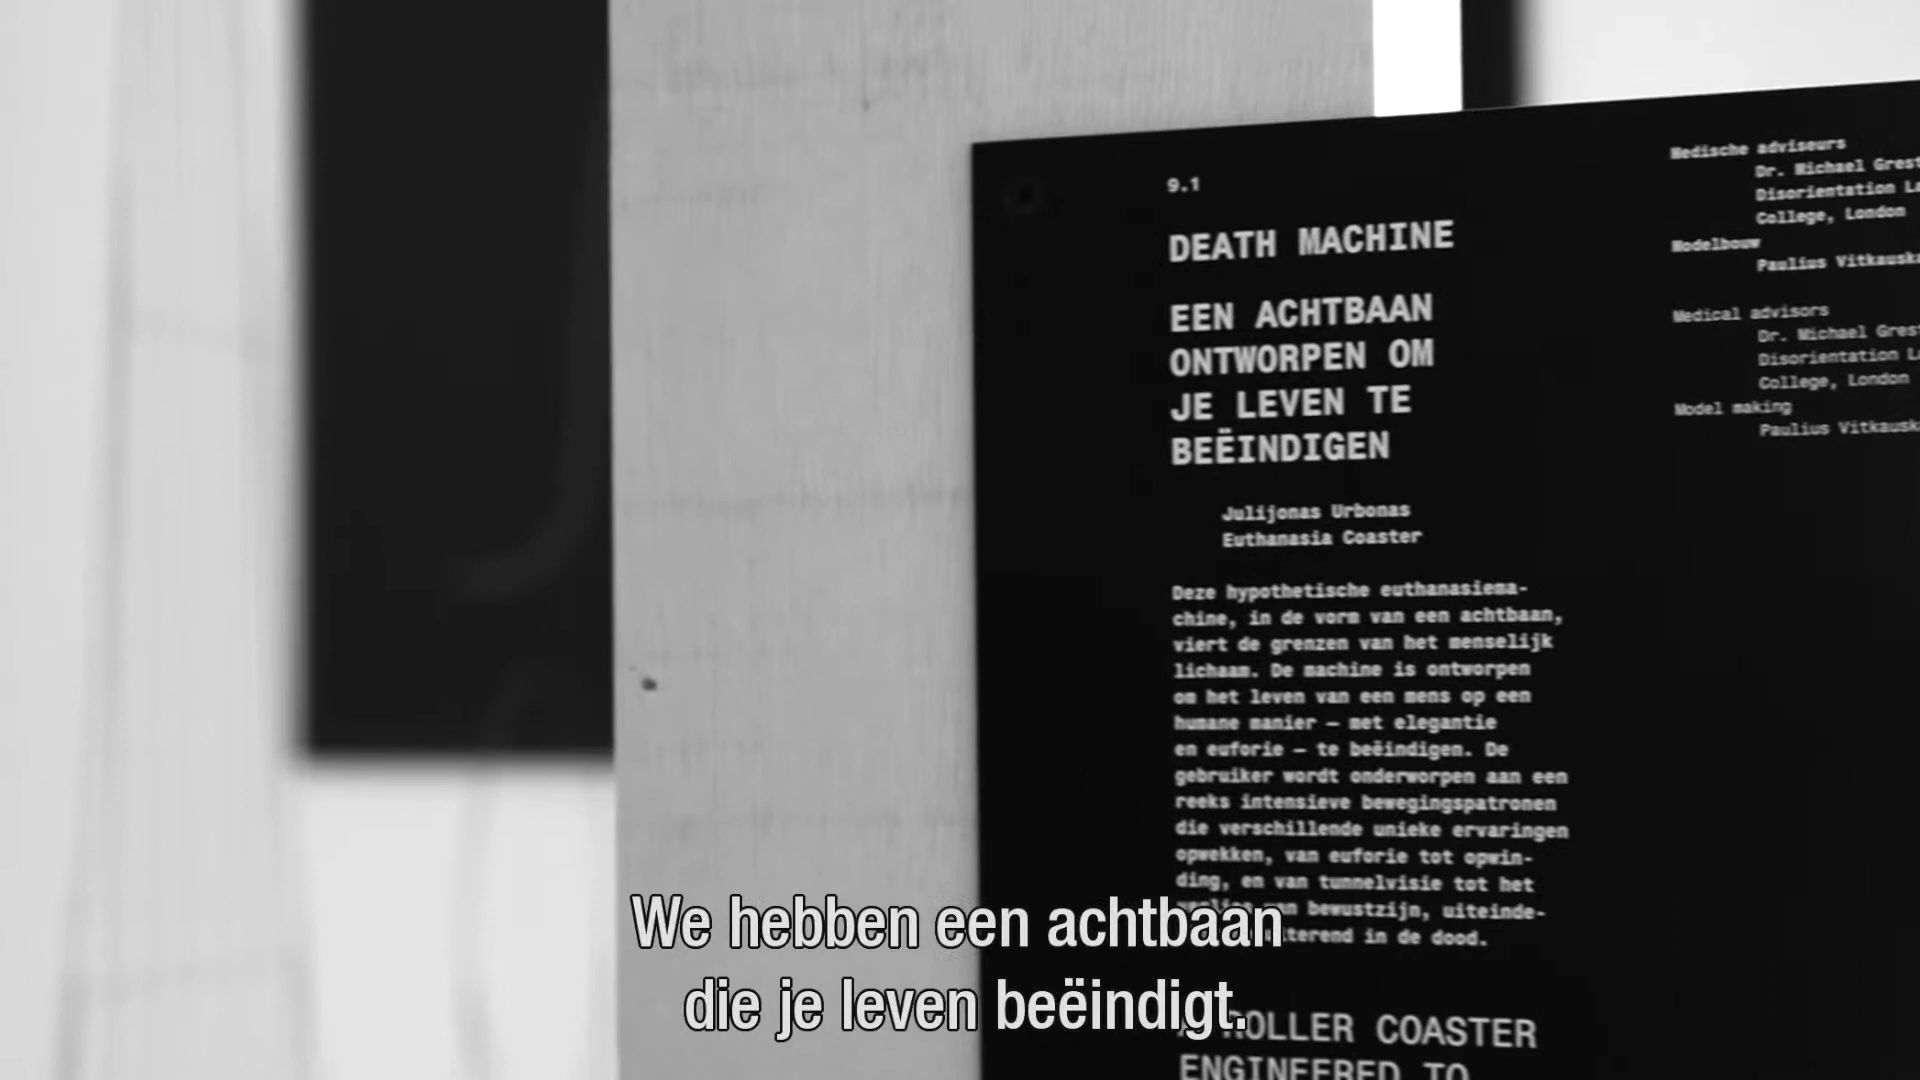 9.1
DEATH MACHINE
EEN ACHTBAAN
ONTWORPEN OM
JE LEVEN TE
BEËINDIGEN
Julijonas Urbonas
Euthanasia Coaster
Deze hypothetische euthanasiema-
chine, in de vorm van een achtbaan,
viert de grenzen van het menselijk
lichaam. De machine is ontworpen
om het leven van een mens op een
humane manier – met elegantie
en euforie – te beëindigen. De
gebruiker wordt onderworpen aan een
reeks intensieve bewegingspatronen
die verschillende unieke ervaringen
opwekken, van euforie tot opwin-
ding, en van tunnelvisie tot het
bewustzijn, uiteinde-
in de dood.
ROLLER COASTER
ENGINEERED TO
Medische adviseurs
Dr. Michael
Disorientation
College, London
Modelbouw
Paulius
Medical advisors
Dr. Michael
Disorientation
College, London
Model making
Paulius
We hebben een achtbaan
die je leven beëindigt.